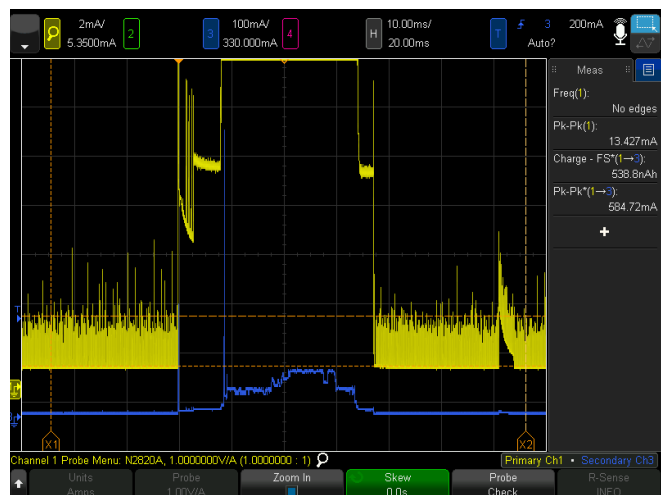 2mA/
5.3500mA
2
3
100mA/
330.000mA
4
H
10.00ms/
20.00ms
T
3
200mA
Auto?
Meas
Freq(1):
No edges
Pk-Pk(1):
13.427mA
Charge - FS*(1→3):
538.8nAh
Pk-Pk*(1→3):
584.72mA
+
T
X1
X2
Channel 1 Probe Menu: N2820A, 1.0000000V/A (1.0000000 : 1)
Primary Ch1 • Secondary Ch3
Units
Amps
Probe
1.00V/A
Zoom In
Skew
0.0s
Probe
Check
R-Sense
INFO